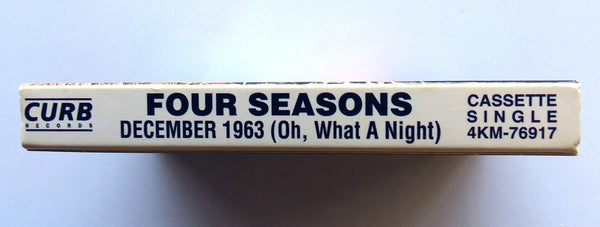 CURB
RECORDS
FOUR SEASONS
DECEMBER 1963 (Oh, What A Night)
CASSETTE
SINGLE
4KM-76917